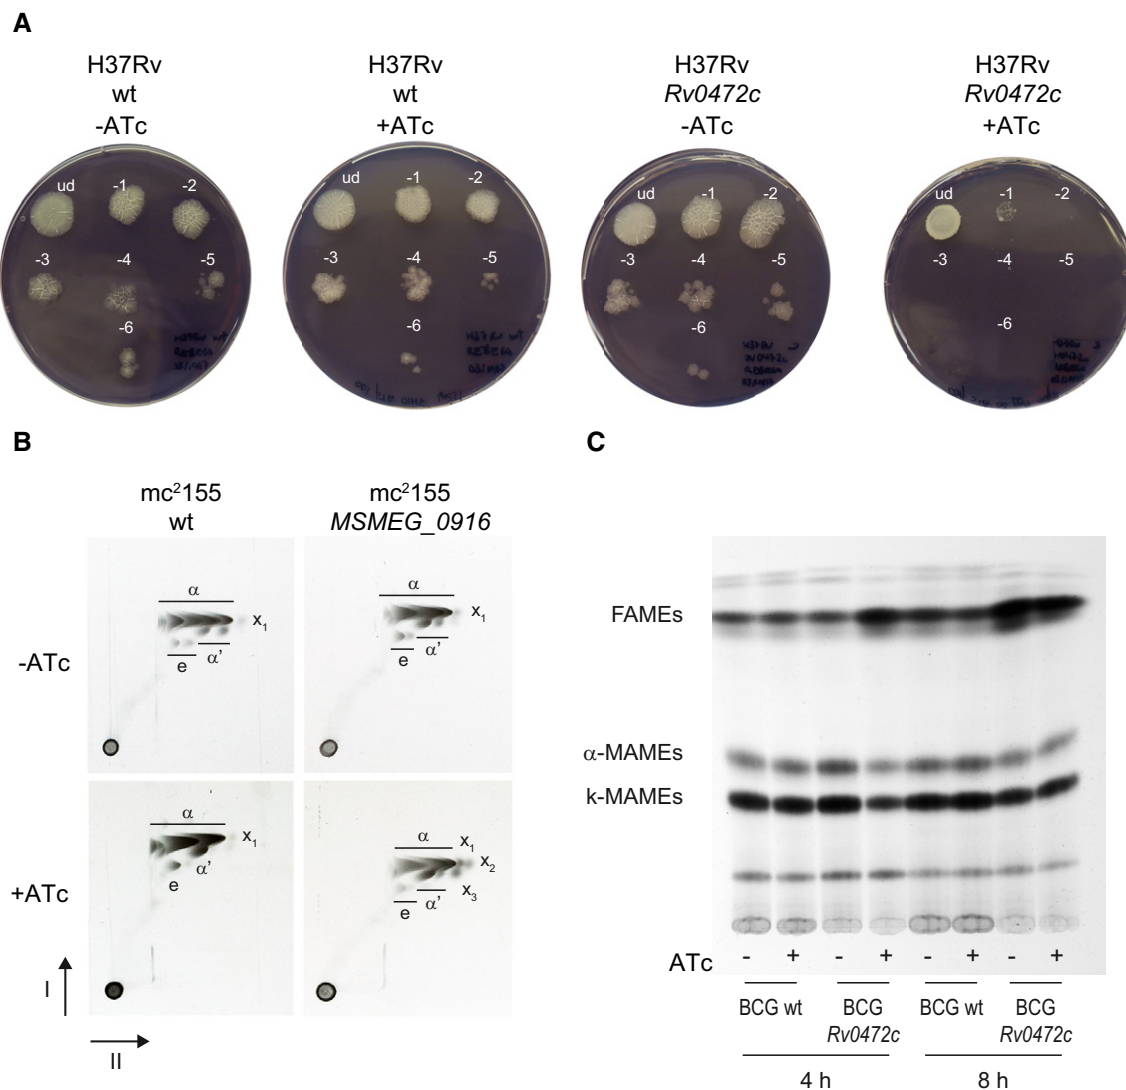 A
H37Rv
wt
-ATc
H37Rv
wt
+ATc
H37Rv
Rv0472c
-ATc
H37Rv
Rv0472c
+ATc
ud -1 -2
-3 -4 -5
-6
ud -1 -2
-3 -4 -5
-6
ud -1 -2
-3 -4 -5
-6
ud -1 -2
-3 -4 -5
-6
B
mc²155
wt
mc²155
MSMEG_0916
-ATc
α
x₁
e α'
α
x₁
e α'
+ATc
α
x₁
α'
e
α
x₁
x₂
x₃
α'
e
I
II
C
FAMEs
α-MAMEs
k-MAMEs
ATc - + - + - + - +
BCG wt
BCG
Rv0472c
BCG wt
BCG
Rv0472c
4 h
8 h